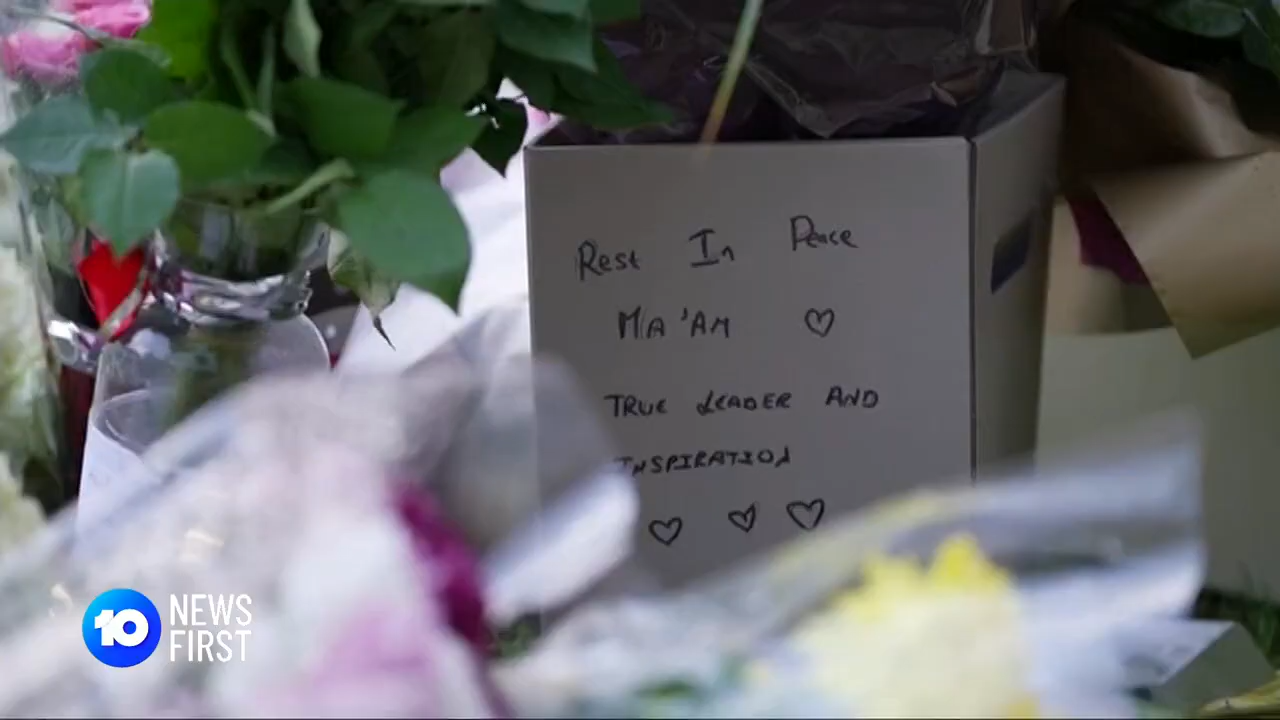 Rest In Peace
MA'AM ♡
TRUE LEADER AND
INSPIRATION
♡ ♡ ♡
10 NEWS
FIRST